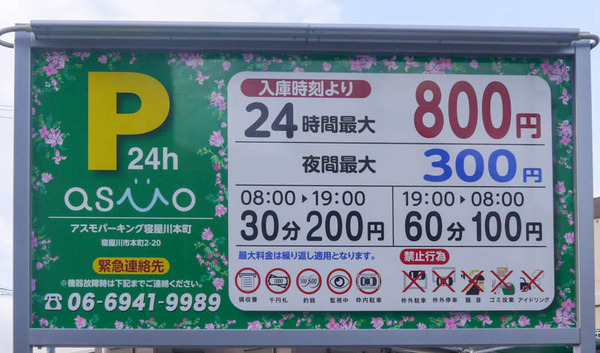 P
24h
asmo
アスモパーキング寝屋川本町
寝屋川市本町2-20
緊急連絡先
※機器故障時は下記までご連絡ください。
☎06-6941-9989
入庫時刻より
24時間最大 800円
夜間最大 300円
08:00▶19:00
30分200円
19:00▶08:00
60分100円
最大料金は繰り返し適用となります。
領収書 千円札 釣銭 監視中 枠内駐車
禁止行為
枠外駐車 枠外停車 騒音 ゴミ投棄 アイドリング